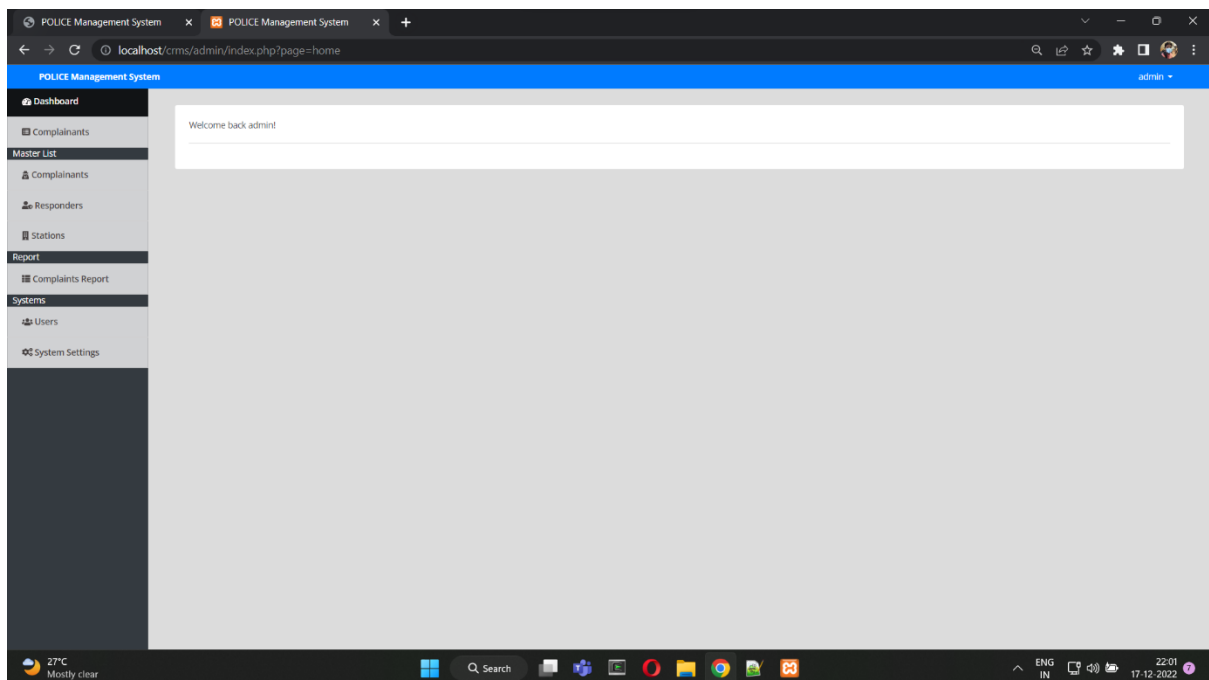 POLICE Management System
POLICE Management System
localhost/crms/admin/index.php?page=home
POLICE Management System
admin
Dashboard
Welcome back admin!
Complainants
Master List
Complainants
Responders
Stations
Report
Complaints Report
Systems
Users
System Settings
27°C
Mostly clear
Search
ENG
IN
22:01
17-12-2022
7